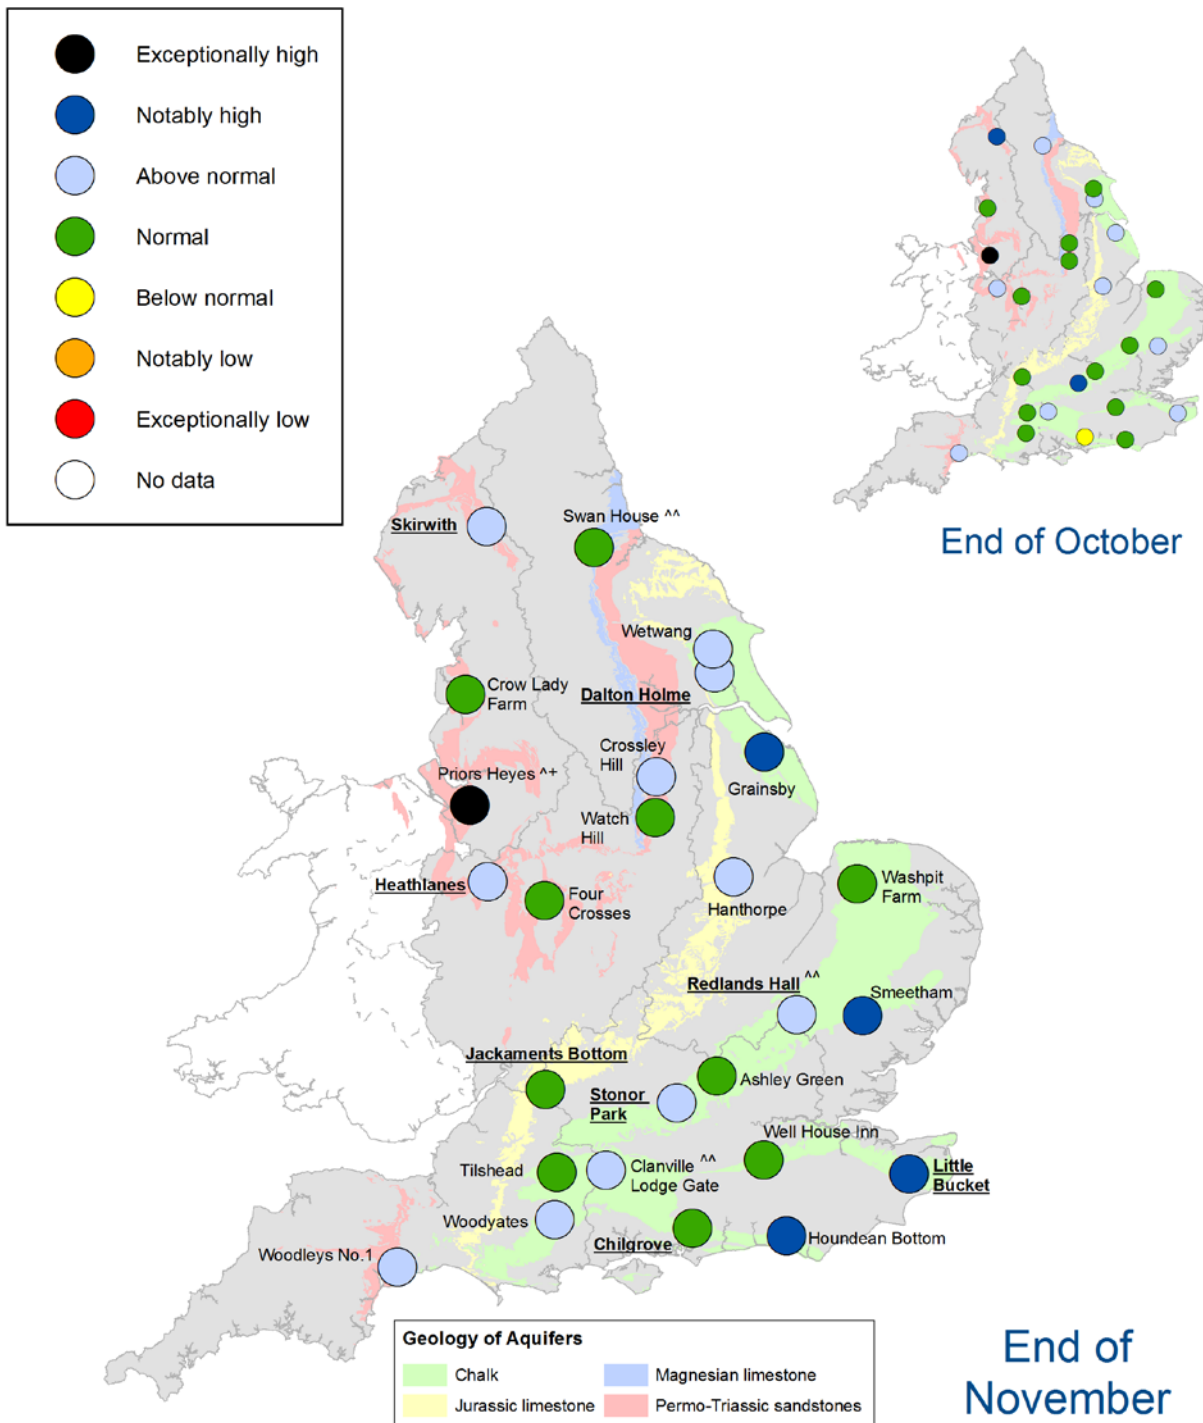 Exceptionally high
Notably high
Above normal
Normal
Below normal
Notably low
Exceptionally low
No data
End of October
Skirwith
Swan House ^^
Wetwang
Dalton Holme
Crow Lady
Farm
Crossley
Hill
Priors Heyes ^+
Grainsby
Watch
Hill
Heathlanes
Four
Crosses
Hanthorpe
Washpit
Farm
Redlands Hall ^^
Smeetham
Jackaments Bottom
Ashley Green
Stonor
Park
Well House Inn
Tilshead
Clanville ^^
Lodge Gate
Little
Bucket
Woodyates
Chilgrove
Houndean Bottom
Woodleys No.1
Geology of Aquifers
Chalk
Magnesian limestone
Jurassic limestone
Permo-Triassic sandstones
End of
November